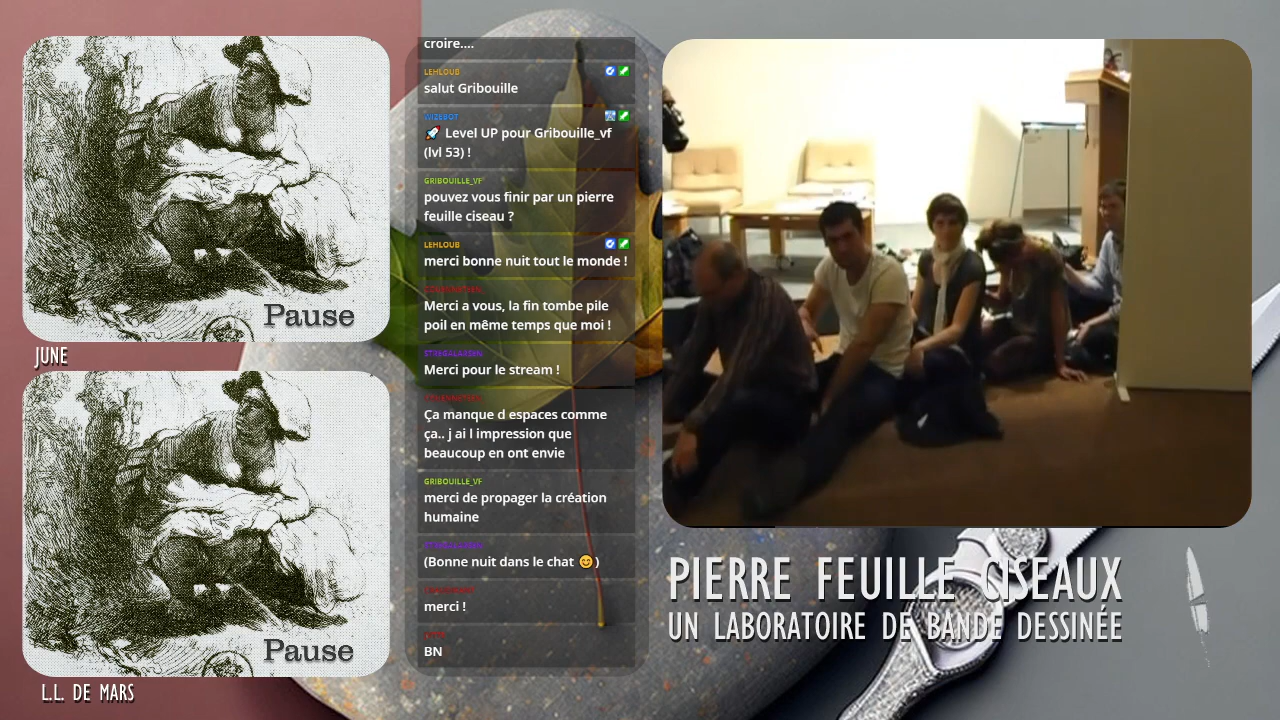 Pause
JUNE
Pause
L.L. DE MARS
croire....
LEHLOUB
salut Gribouille
WIZEBOT
🚀 Level UP pour Gribouille_vf
(lvl 53) !
GRIBOUILLE_VF
pouvez vous finir par un pierre
feuille ciseau ?
LEHLOUB
merci bonne nuit tout le monde !
Merci a vous, la fin tombe pile
poil en même temps que moi !
STREGALARDIN
Merci pour le stream !
Ça manque d espaces comme
ça.. j ai l impression que
beaucoup en ont envie
GRIBOUILLE_VF
merci de propager la création
humaine
(Bonne nuit dans le chat 😊 )
merci !
BN
PIERRE FEUILLE CISEAUX
UN LABORATOIRE DE BANDE DESSINÉE